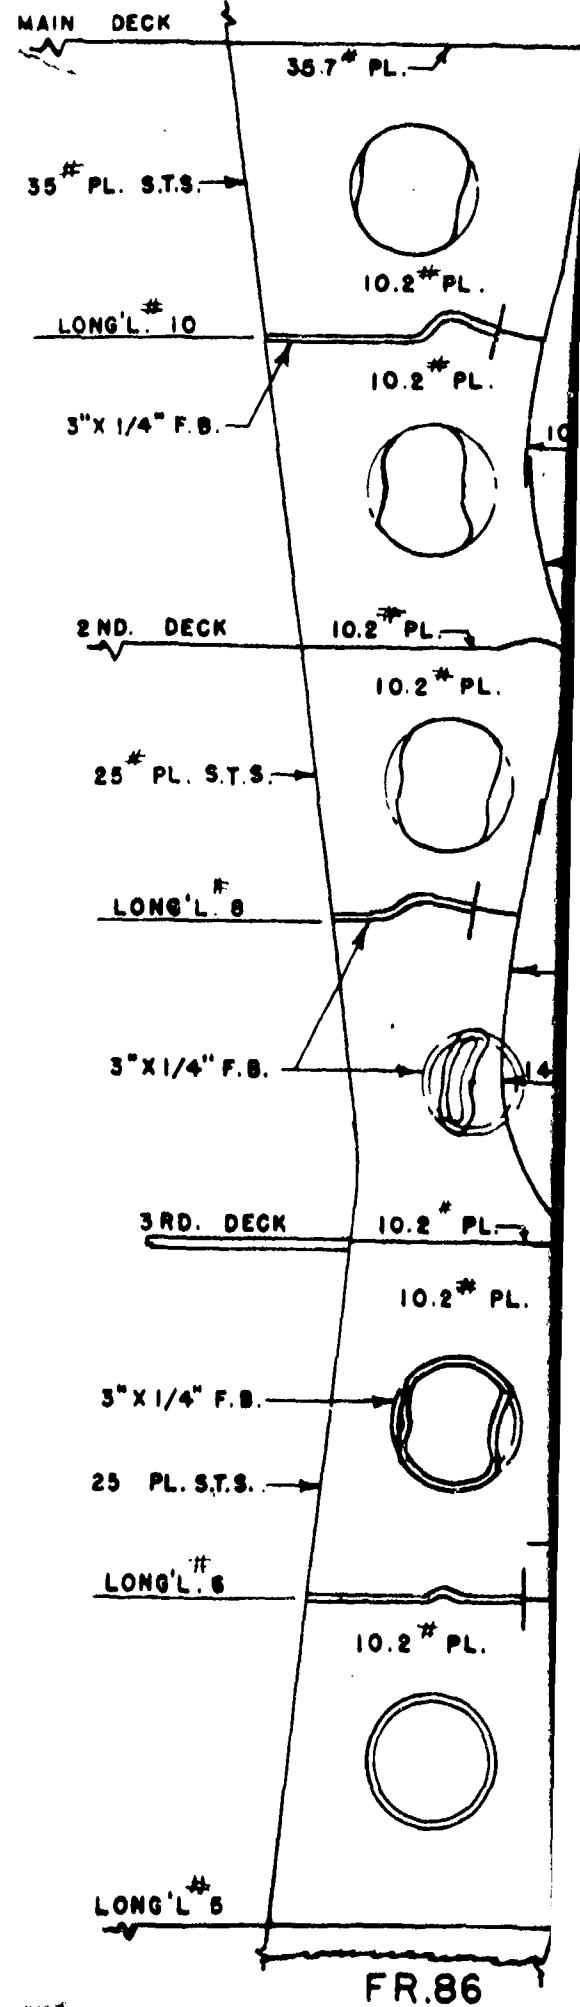 MAIN DECK
35.7# PL.
35# PL. S.T.S.
10.2# PL.
LONG'L. # 10
10.2# PL.
3"X 1/4" F.B.
10
2ND. DECK
10.2# PL.
10.2# PL.
25# PL. S.T.S.
LONG'L. # 8
3"X 1/4" F.B.
14
3RD. DECK
10.2# PL.
10.2# PL.
3"X 1/4" F.B.
25 PL. S.T.S.
LONG'L. # 6
10.2# PL.
LONG'L # 5
FR.86